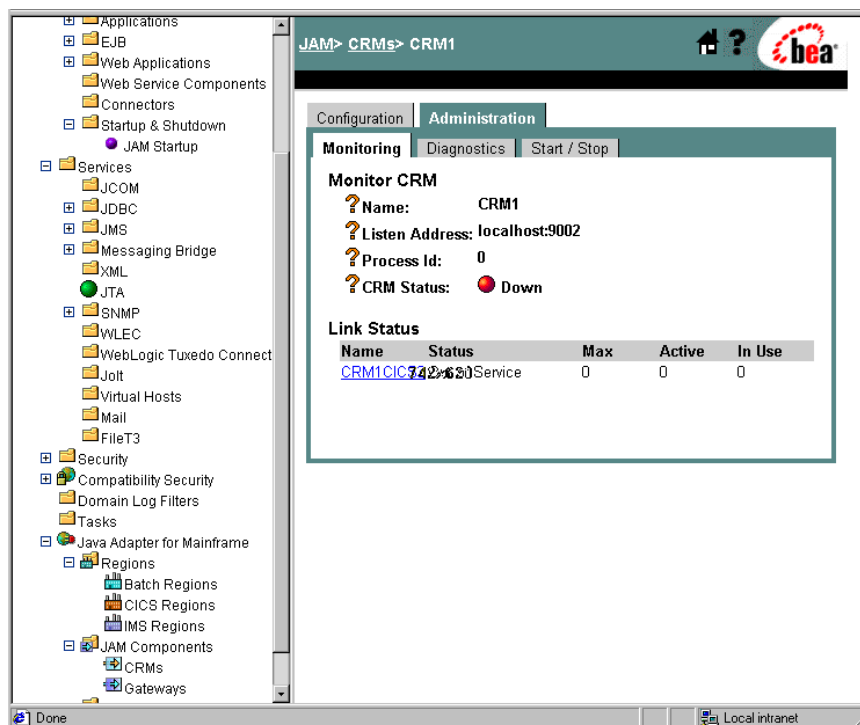 Applications
EJB
Web Applications
Web Service Components
Connectors
Startup & Shutdown
JAM Startup
Services
JCOM
JDBC
JMS
Messaging Bridge
XML
JTA
SNMP
WLEC
WebLogic Tuxedo Connect
Jolt
Virtual Hosts
Mail
FileT3
Security
Compatibility Security
Domain Log Filters
Tasks
Java Adapter for Mainframe
Regions
Batch Regions
CICS Regions
IMS Regions
JAM Components
CRMs
Gateways
JAM> CRMs> CRM1
?
bea
Configuration Administration
Monitoring Diagnostics Start / Stop
Monitor CRM
? Name: CRM1
? Listen Address: localhost:9002
? Process Id: 0
? CRM Status: Down
Link Status
Name Status Max Active In Use
CRM1CICS Service 0 0 0
Done Local intranet